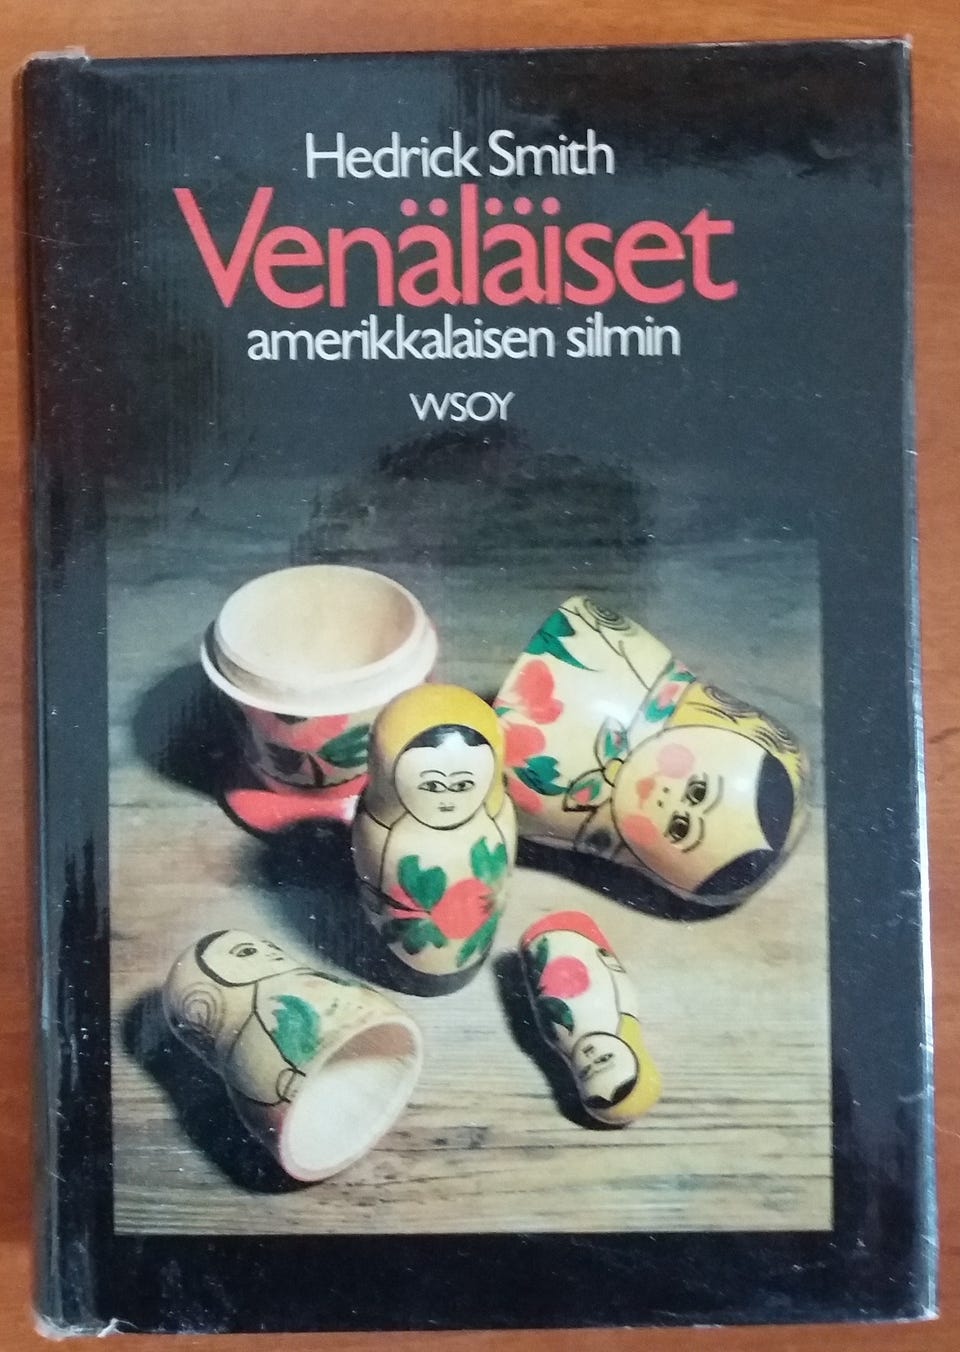 Hedrick Smith
Venäläiset
amerikkalaisen silmin
WSOY